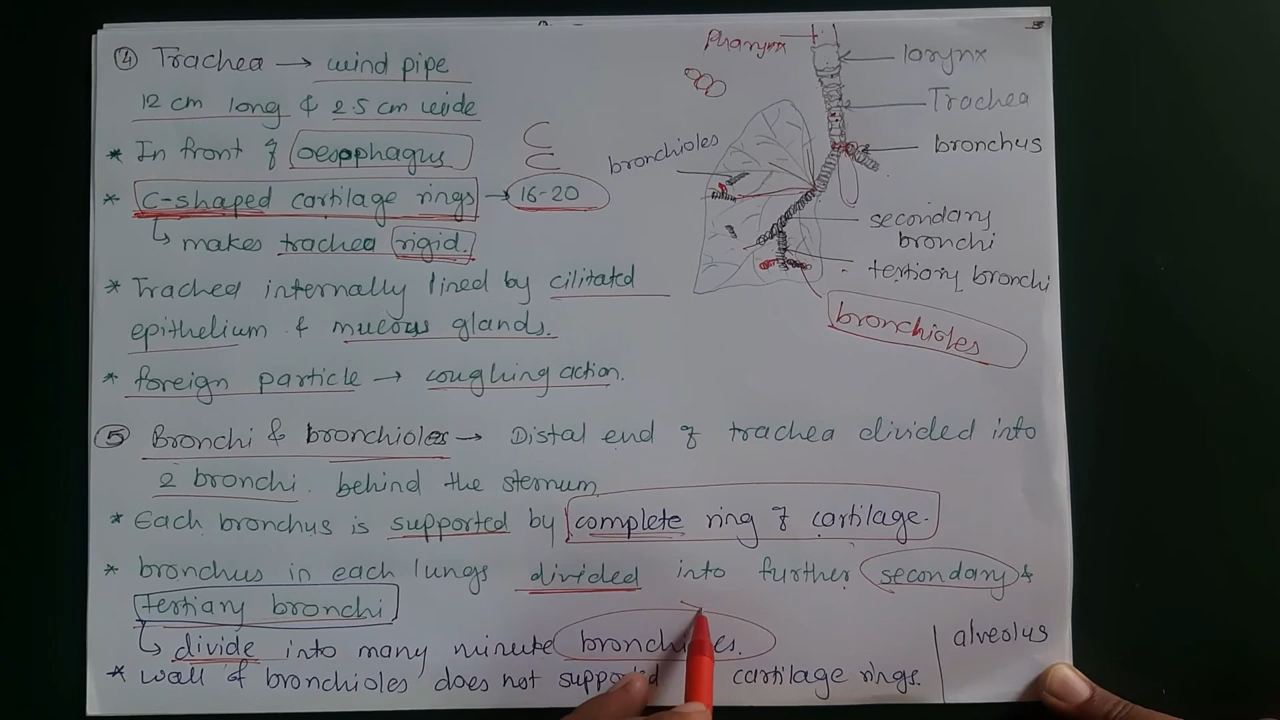 ④ Trachea → wind pipe
12 cm long & 2.5 cm wide
* In front of oesophagus
* C-shaped cartilage rings → 16-20
↳ makes trachea rigid.
* Trachea internally lined by cilitated
epithelium & mucous glands.
* foreign particle → coughing action.
pharynx
larynx
Trachea
bronchus
bronchioles
secondary
bronchi
tertiary bronchi
bronchioles
⑤ Bronchi & bronchioles → Distal end of trachea divided into
2 bronchi. behind the sternum
* Each bronchus is supported by complete ring of cartilage.
* bronchus in each lungs divided into further secondary &
tertiary bronchi
↳ divide into many minute
* wall of bronchioles does not cartilage rings.
alveolus